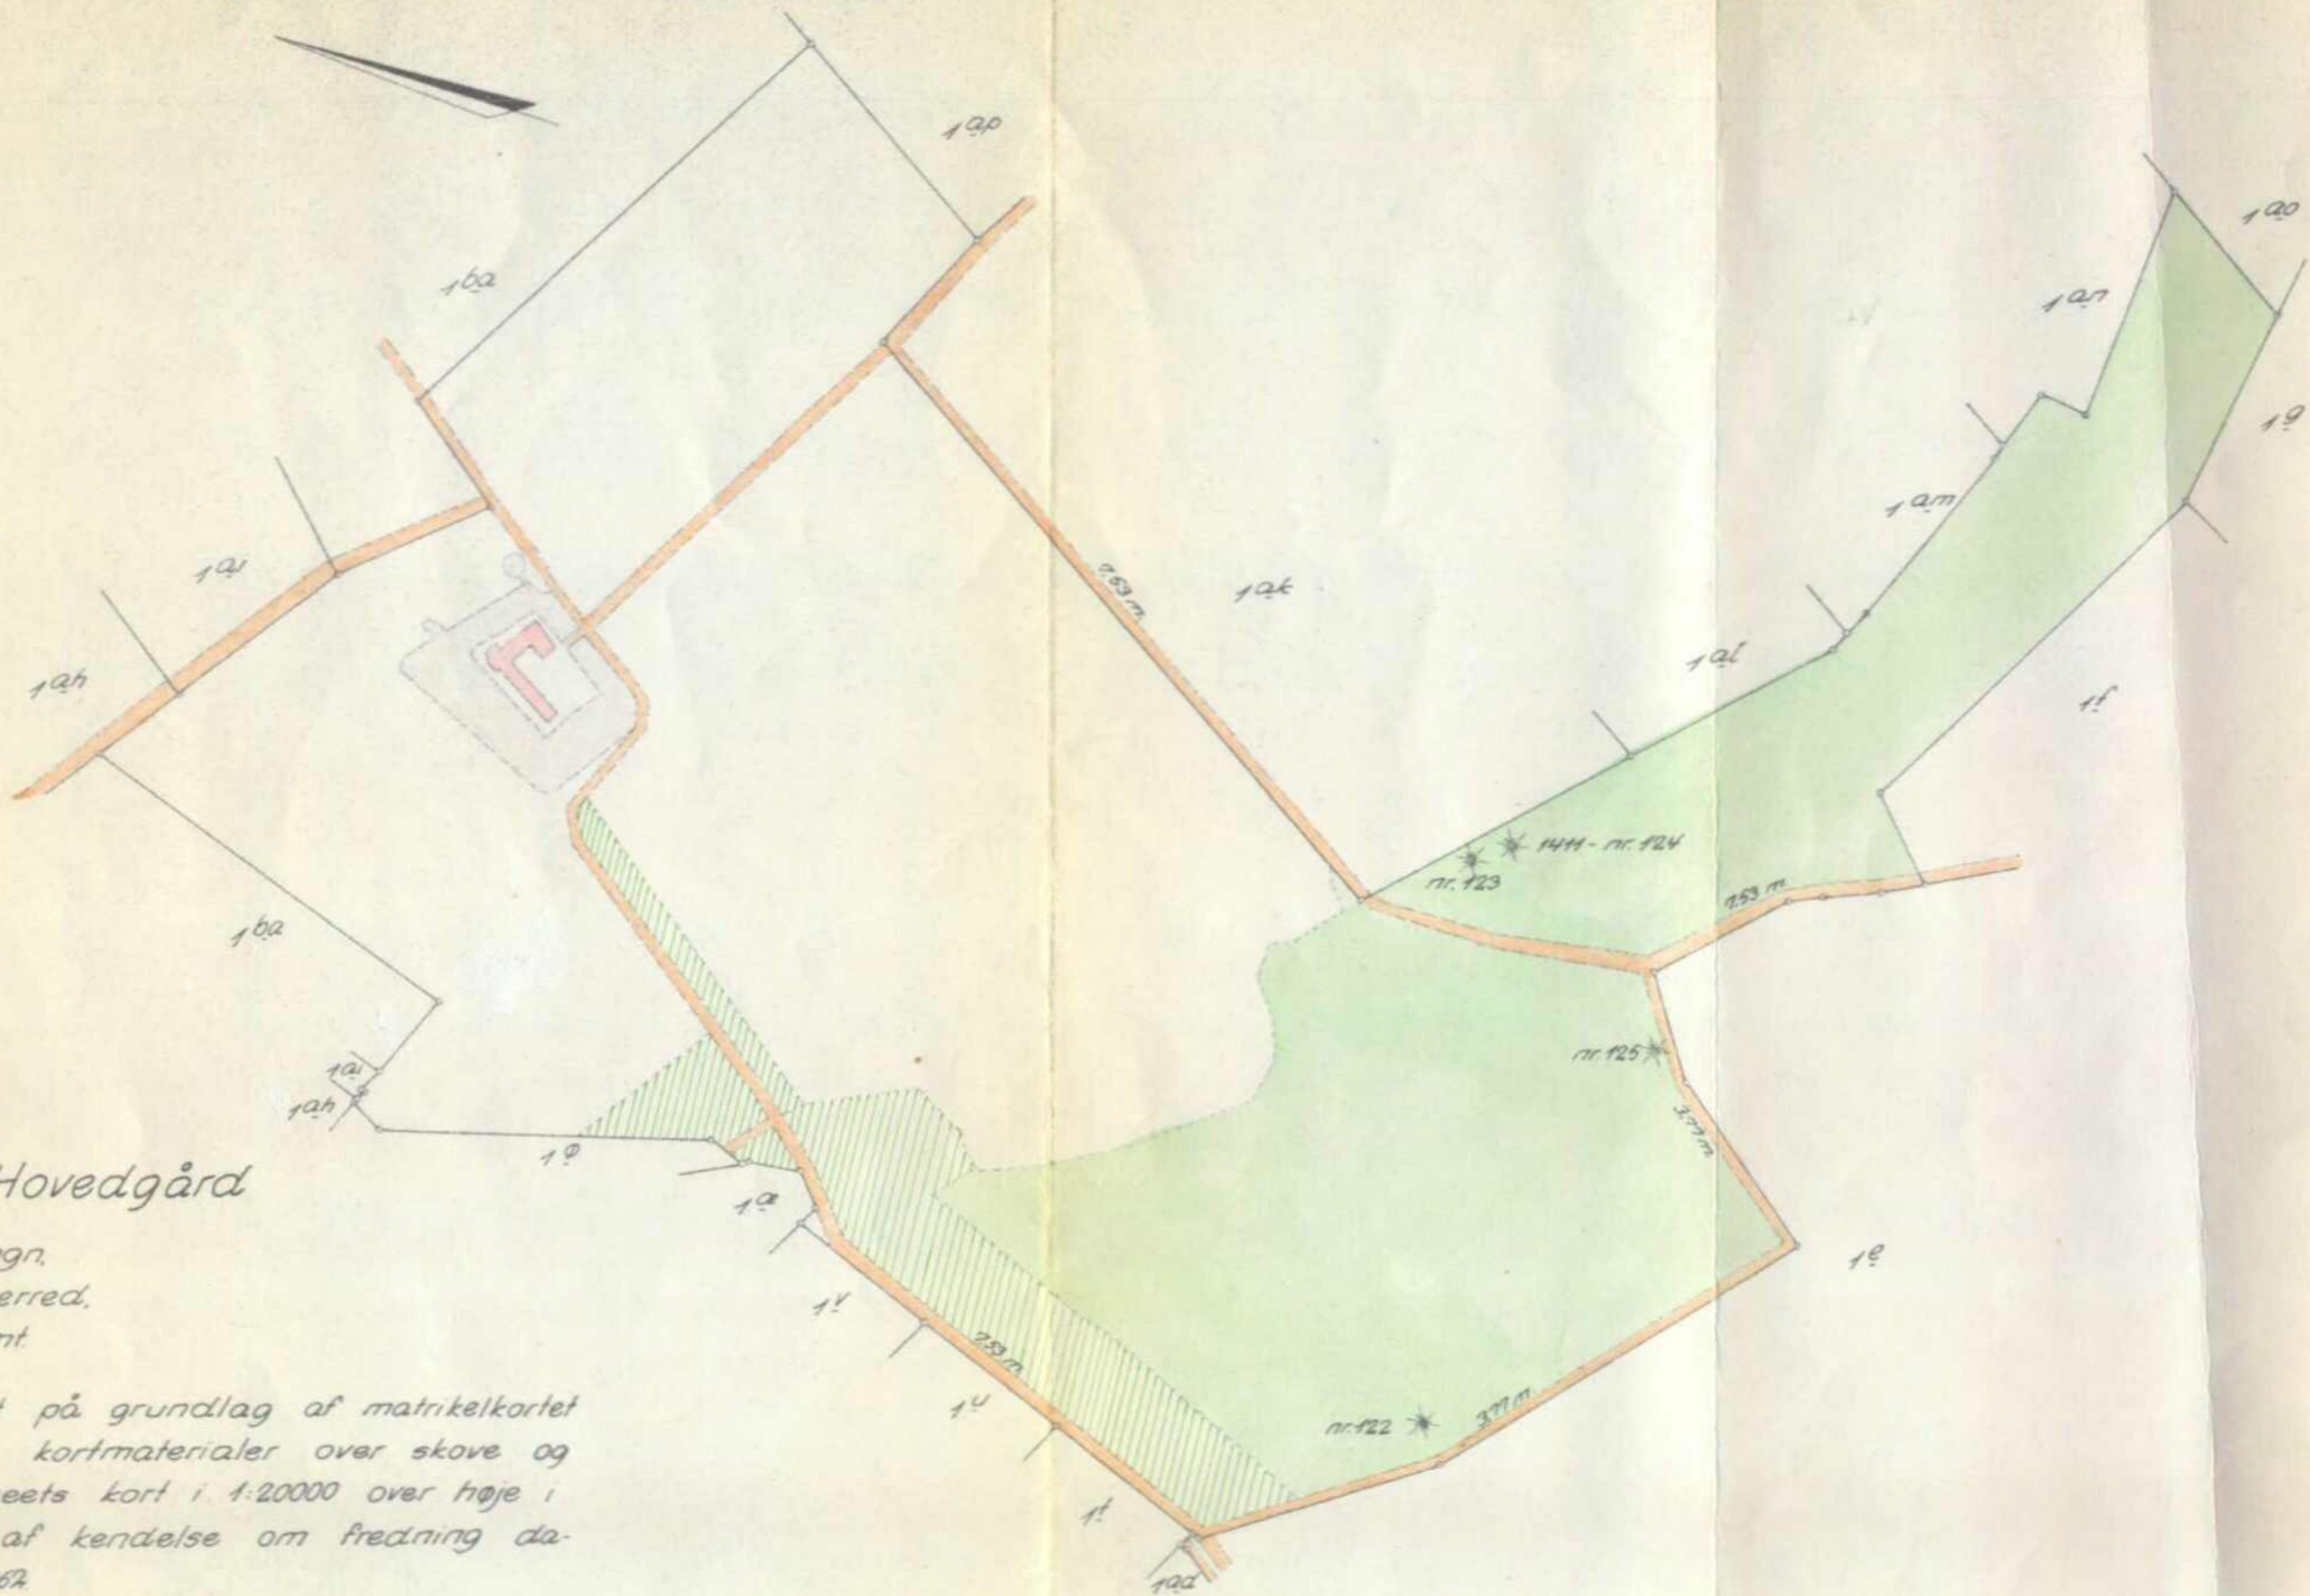 1ap
1ao
1ba
1an
1g
1am
1ai
7.53 m.
1ak
1al
1ah
1f
1411 - nr. 124
nr. 123
7.53 m
1ba
nr. 125
1ai
1ah
3.77 m
1ø
Hovedgård
1æ
gn.
erred.
1e
1v
nt.
7.53 m
på grundlag af matrikelkortet
1u
3.77 m
nr. 122
kortmaterialer over skove og
eets kort i 1:20000 over høje i
1t
af kendelse om fredning da-
1ad
62